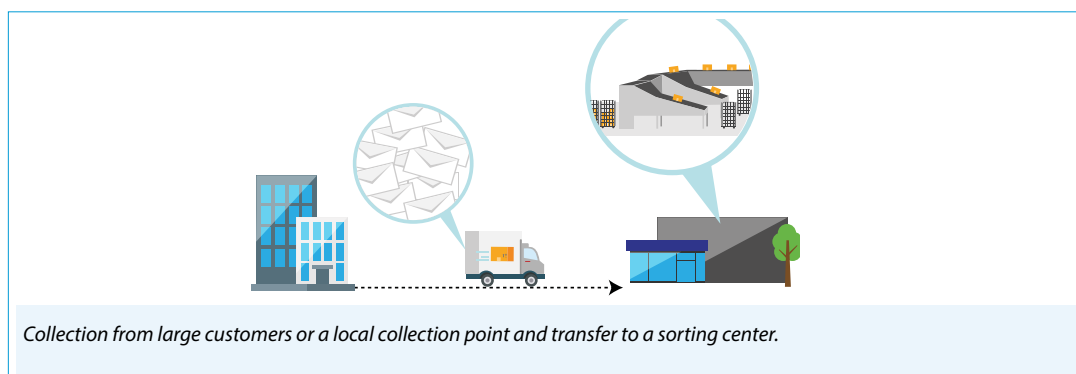 Collection from large customers or a local collection point and transfer to a sorting center.